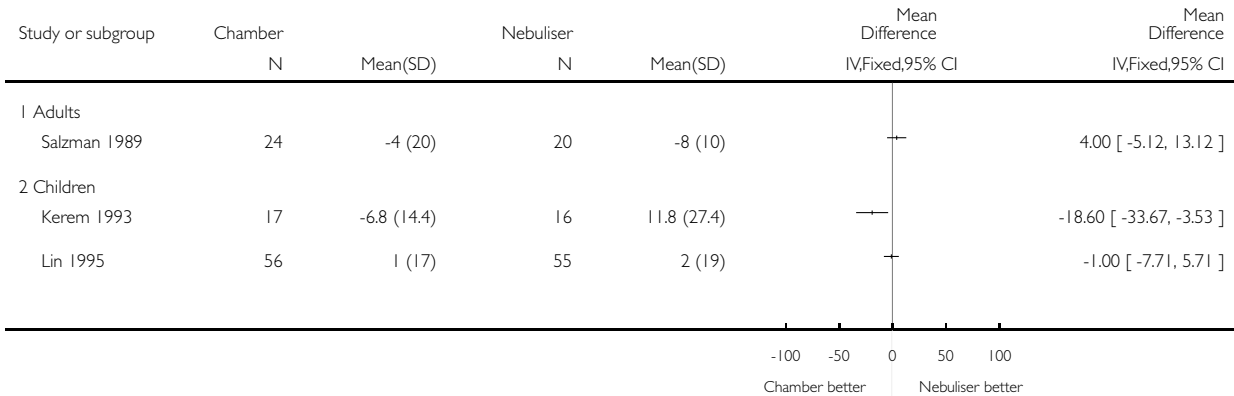 Study or subgroup Chamber Nebuliser Mean Difference Mean Difference
N Mean(SD) N Mean(SD) IV,Fixed,95% CI IV,Fixed,95% CI
1 Adults
Salzman 1989 24 -4 (20) 20 -8 (10) 4.00 [ -5.12, 13.12 ]
2 Children
Kerem 1993 17 -6.8 (14.4) 16 11.8 (27.4) -18.60 [ -33.67, -3.53 ]
Lin 1995 56 1 (17) 55 2 (19) -1.00 [ -7.71, 5.71 ]
-100 -50 0 50 100
Chamber better Nebuliser better